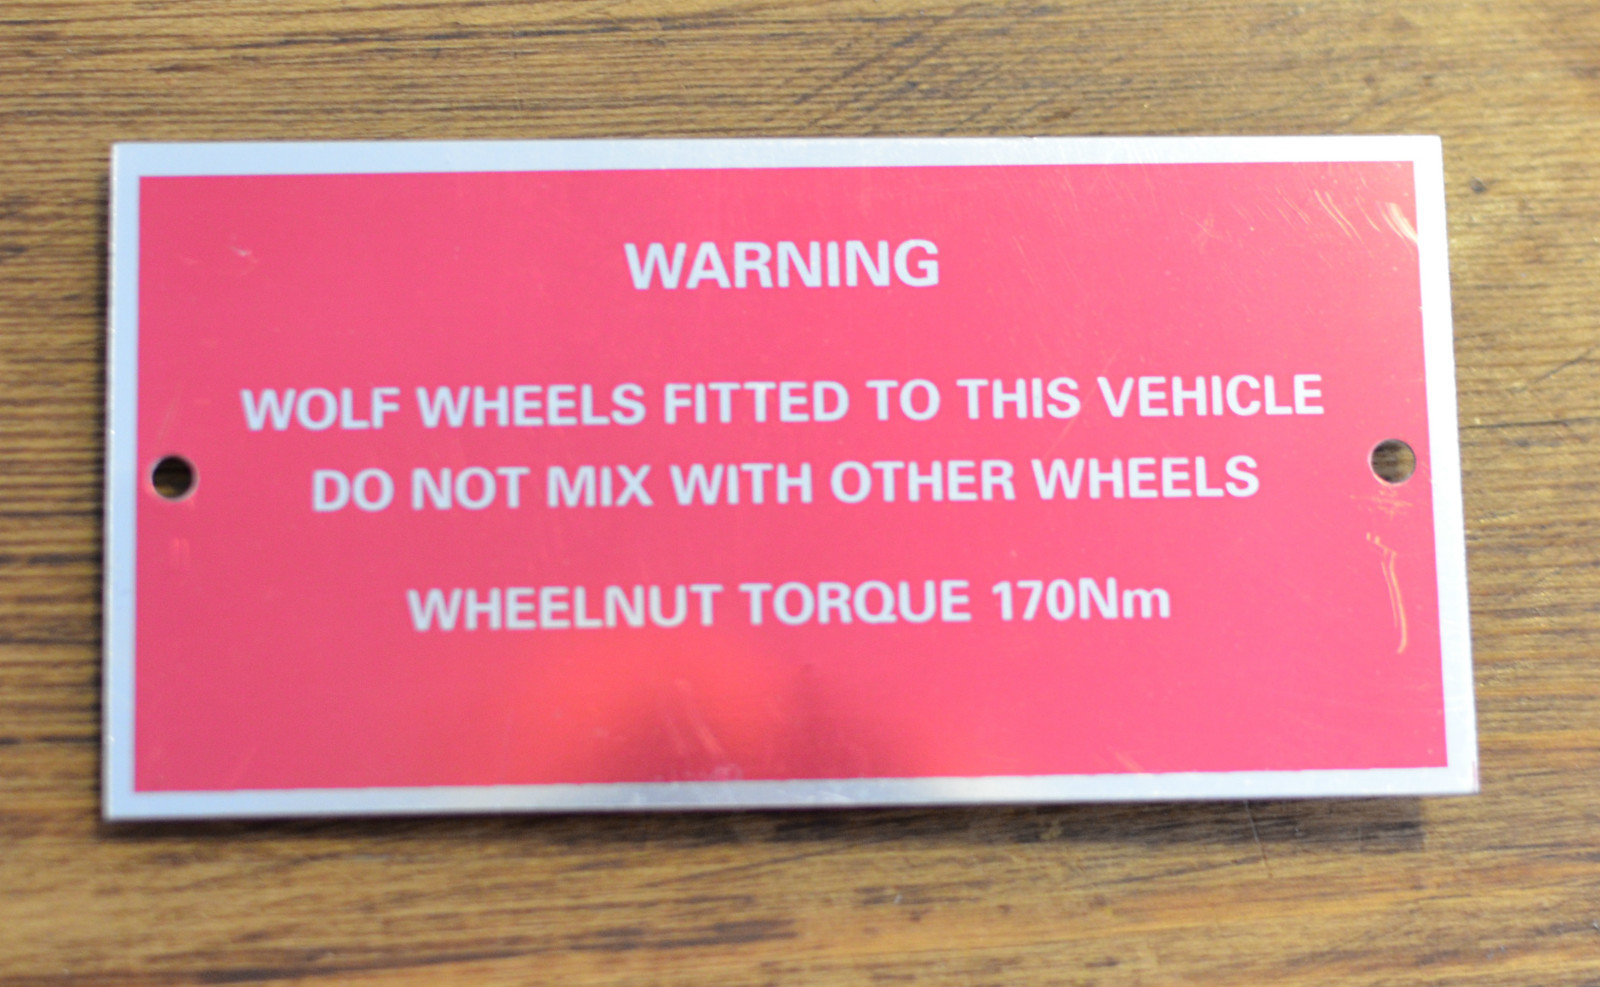 WARNING
WOLF WHEELS FITTED TO THIS VEHICLE
DO NOT MIX WITH OTHER WHEELS
WHEELNUT TORQUE 170Nm